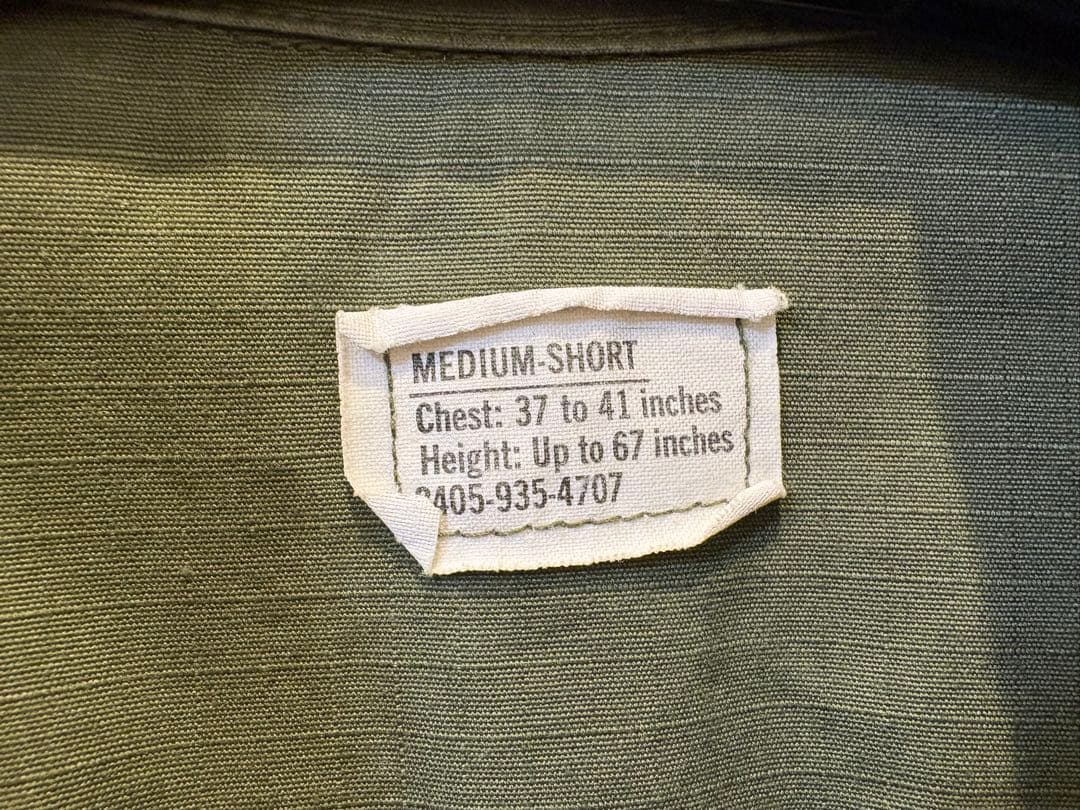 MEDIUM-SHORT
Chest: 37 to 41 inches
Height: Up to 67 inches
8405-935-4707